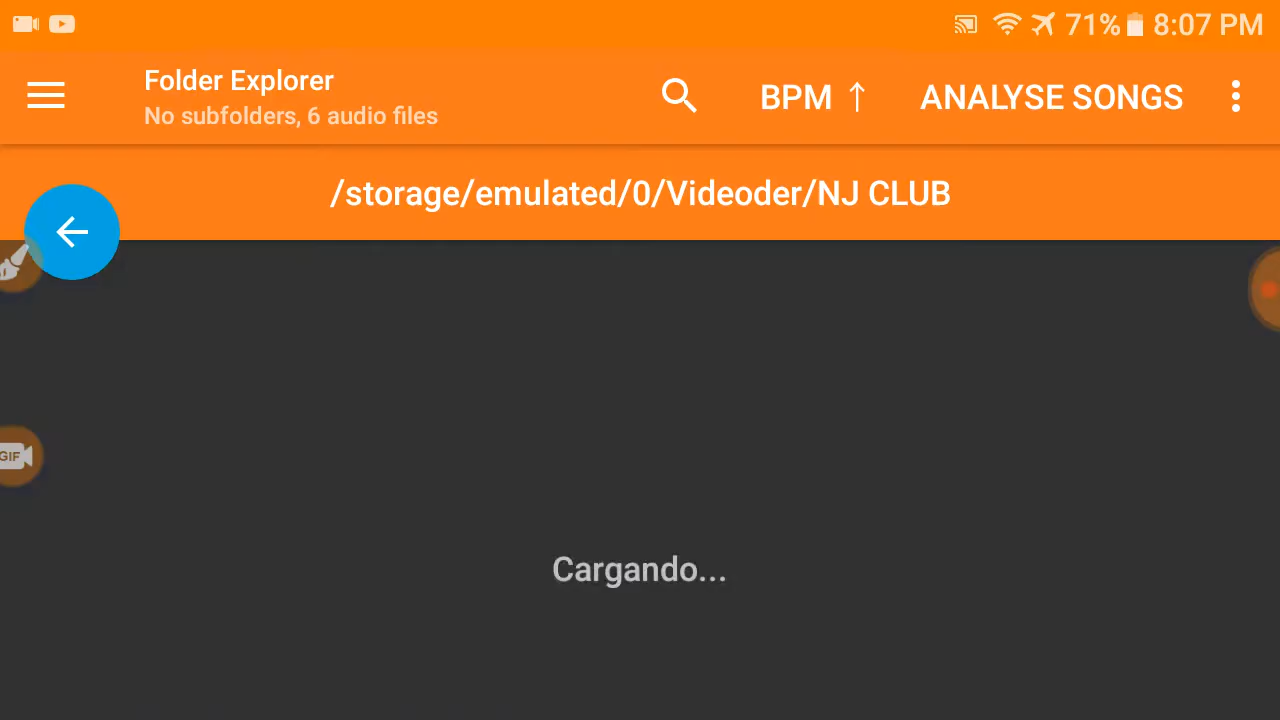 71% 8:07 PM
Folder Explorer
No subfolders, 6 audio files
BPM ↑ ANALYSE SONGS
/storage/emulated/0/Videoder/NJ CLUB
GIF
Cargando...